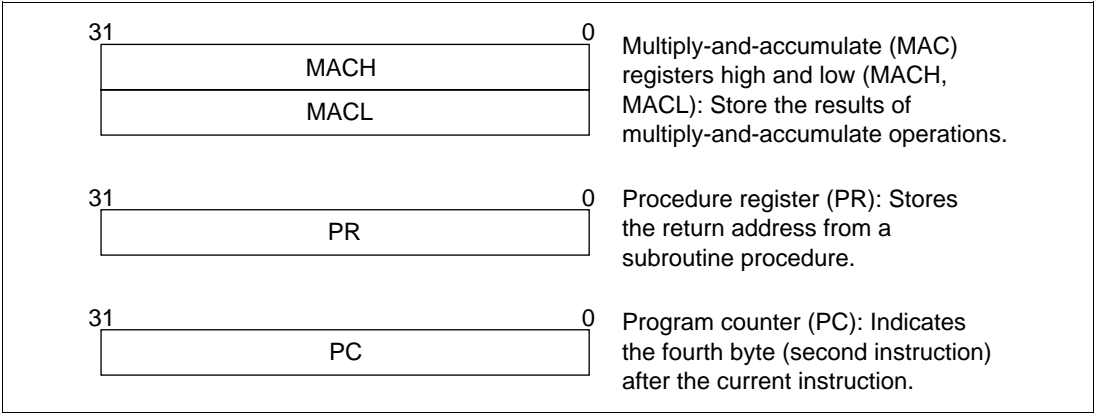 31 0
MACH
MACL
Multiply-and-accumulate (MAC)
registers high and low (MACH,
MACL): Store the results of
multiply-and-accumulate operations.
31 0
PR
Procedure register (PR): Stores
the return address from a
subroutine procedure.
31 0
PC
Program counter (PC): Indicates
the fourth byte (second instruction)
after the current instruction.